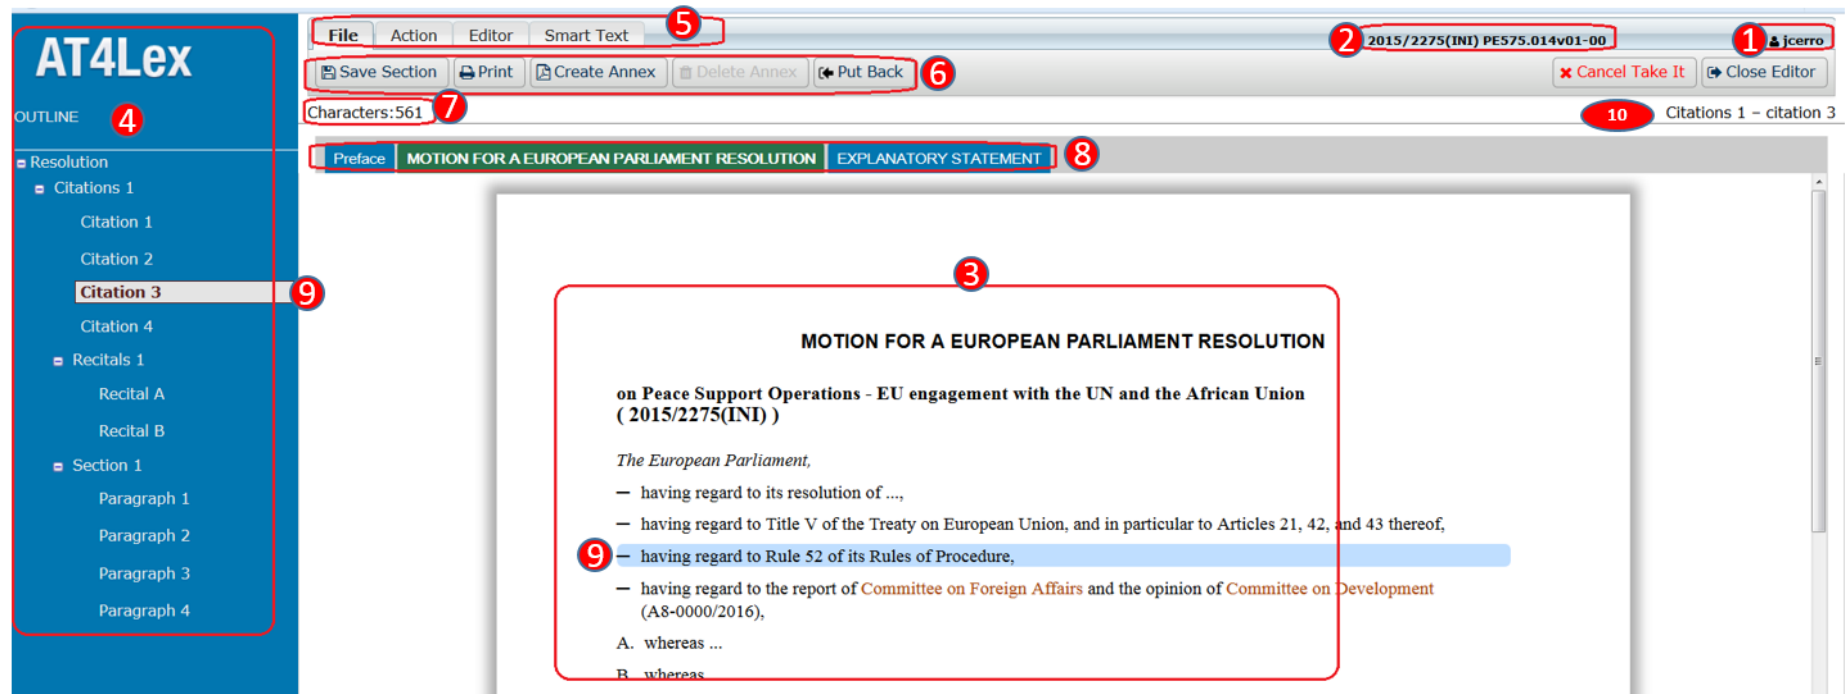 AT4Lex
OUTLINE 4
Resolution
Citations 1
Citation 1
Citation 2
Citation 3 9
Citation 4
Recitals 1
Recital A
Recital B
Section 1
Paragraph 1
Paragraph 2
Paragraph 3
Paragraph 4
File Action Editor Smart Text 5
2 2015/2275(INI) PE575.014v01-00 1 jcerro
Save Section Print Create Annex Delete Annex Put Back 6 Cancel Take It Close Editor
Characters:561 7 10 Citations 1 – citation 3
Preface MOTION FOR A EUROPEAN PARLIAMENT RESOLUTION EXPLANATORY STATEMENT 8
3
MOTION FOR A EUROPEAN PARLIAMENT RESOLUTION
on Peace Support Operations - EU engagement with the UN and the African Union
( 2015/2275(INI) )
The European Parliament,
– having regard to its resolution of ...,
– having regard to Title V of the Treaty on European Union, and in particular to Articles 21, 42, and 43 thereof,
9 – having regard to Rule 52 of its Rules of Procedure,
– having regard to the report of Committee on Foreign Affairs and the opinion of Committee on Development
(A8-0000/2016),
A. whereas ...
B. whereas